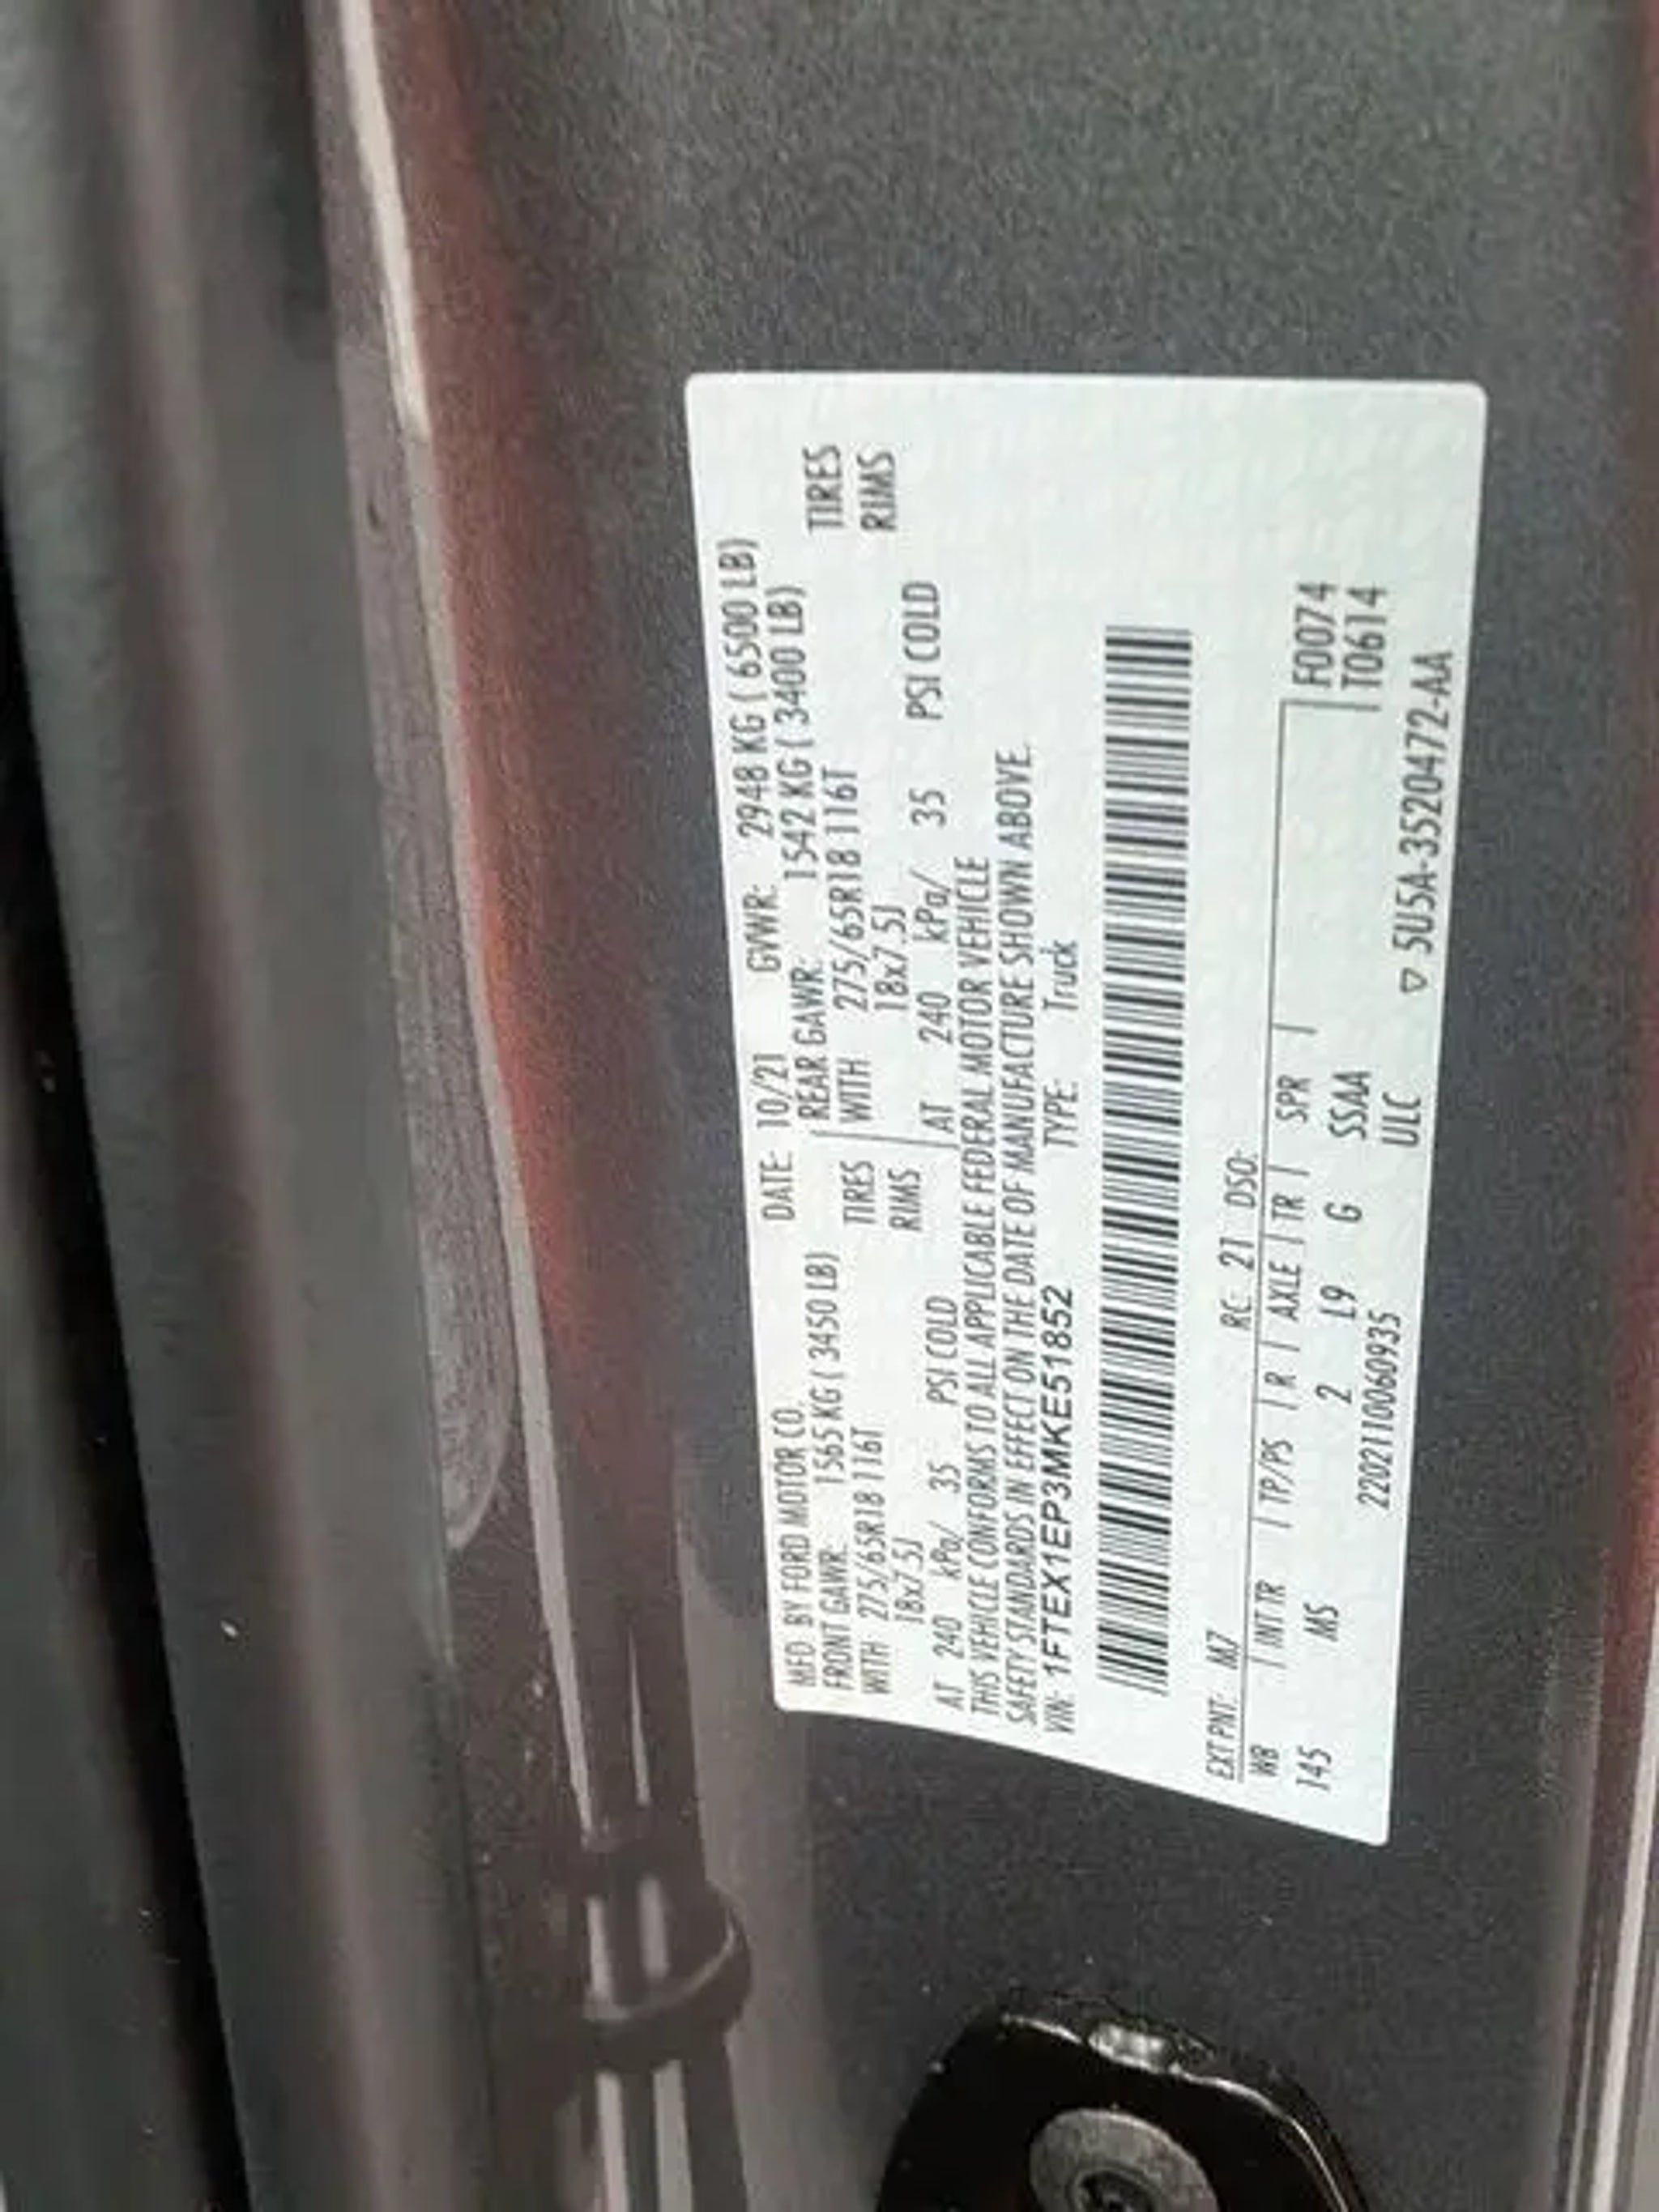 MFD. BY FORD MOTOR CO. DATE: 10/21 GVWR: 2948 KG ( 6500 LB)
FRONT GAWR: 1565 KG ( 3450 LB) REAR GAWR: 1542 KG ( 3400 LB)
WITH 275/65R18 116T TIRES WITH 275/65R18 116T TIRES
18x7.5J RIMS 18x7.5J RIMS
AT 240 kPa/ 35 PSI COLD AT 240 kPa/ 35 PSI COLD
THIS VEHICLE CONFORMS TO ALL APPLICABLE FEDERAL MOTOR VEHICLE
SAFETY STANDARDS IN EFFECT ON THE DATE OF MANUFACTURE SHOWN ABOVE.
VIN: 1FTEX1EP3MKE51852 TYPE: Truck
EXT PNT: M7 RC: 21 DSO:
WB | INT TR | TP/PS | R | AXLE | TR | SPR | F0074
145 MS 2 L9 G SSAA T0614
2202110060935 ULC ▽ 5U5A-3520472-AA